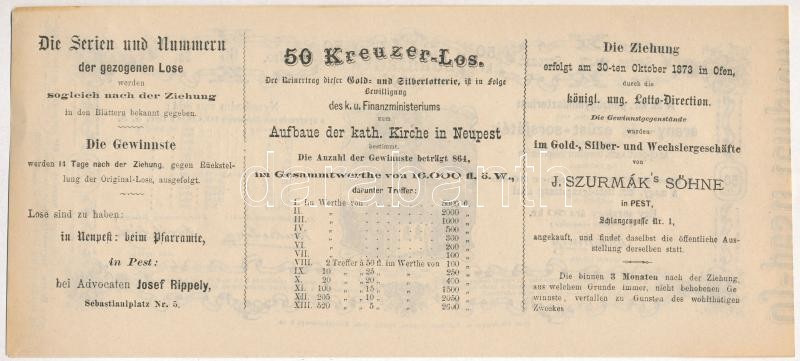 Die Serien und Nummern
der gezogenen Lose
werden
sogleich nach der Ziehung
in den Blättern bekannt gegeben.
Die Gewinnste
werden 14 Tage nach der Ziehung, gegen Rückstel-
lung der Original-Lose, ausgefolgt.
Lose sind zu haben:
in Neupest: beim Pfarramte,
in Pest:
bei Advocaten Josef Rippely,
Sebastianiplatz Nr. 5.
50 Kreuzer-Los.
Der Reinertrag dieser Gold- und Silberlotterie, ist in Folge
Bewilligung
des k. u. Finanzministeriums
zum
Aufbaue der kath. Kirche in Neupest
bestimmt.
Die Anzahl der Gewinnste beträgt 864,
im Gesammtwerthe von 16.000 fl. ö. W.,
darunter Treffer:
I. Im Werthe von fl.
II. " " " 2000
III. " " " 1000
IV. " " " 500
V. " " " 300
VI. " " " 200
VII. " " " 100
VIII. 2 Treffer à 50 fl. im Werthe von 100
IX. 10 " " 25 " " 250
X. 20 " " 20 " " 400
XI. 100 " " 15 " " 1500
XII. 205 " " 10 " " 2050
XIII. 520 " " 5 " " 2600
Die Ziehung
erfolgt am 30-ten Oktober 1873 in Ofen,
durch die
königl. ung. Lotto-Direction.
Die Gewinnstgegenstände
wurden
im Gold-, Silber- und Wechslergeschäfte
von
J. SZURMÁK'S SÖHNE
in PEST,
Schlangengasse Nr. 1,
angekauft, und findet daselbst die öffentliche Aus-
stellung derselben statt.
Die binnen 3 Monaten nach der Ziehung,
aus welchem Grunde immer, nicht behobenen Ge
winnste, verfallen zu Gunsten des wohlthätigen
Zweckes
darabanth